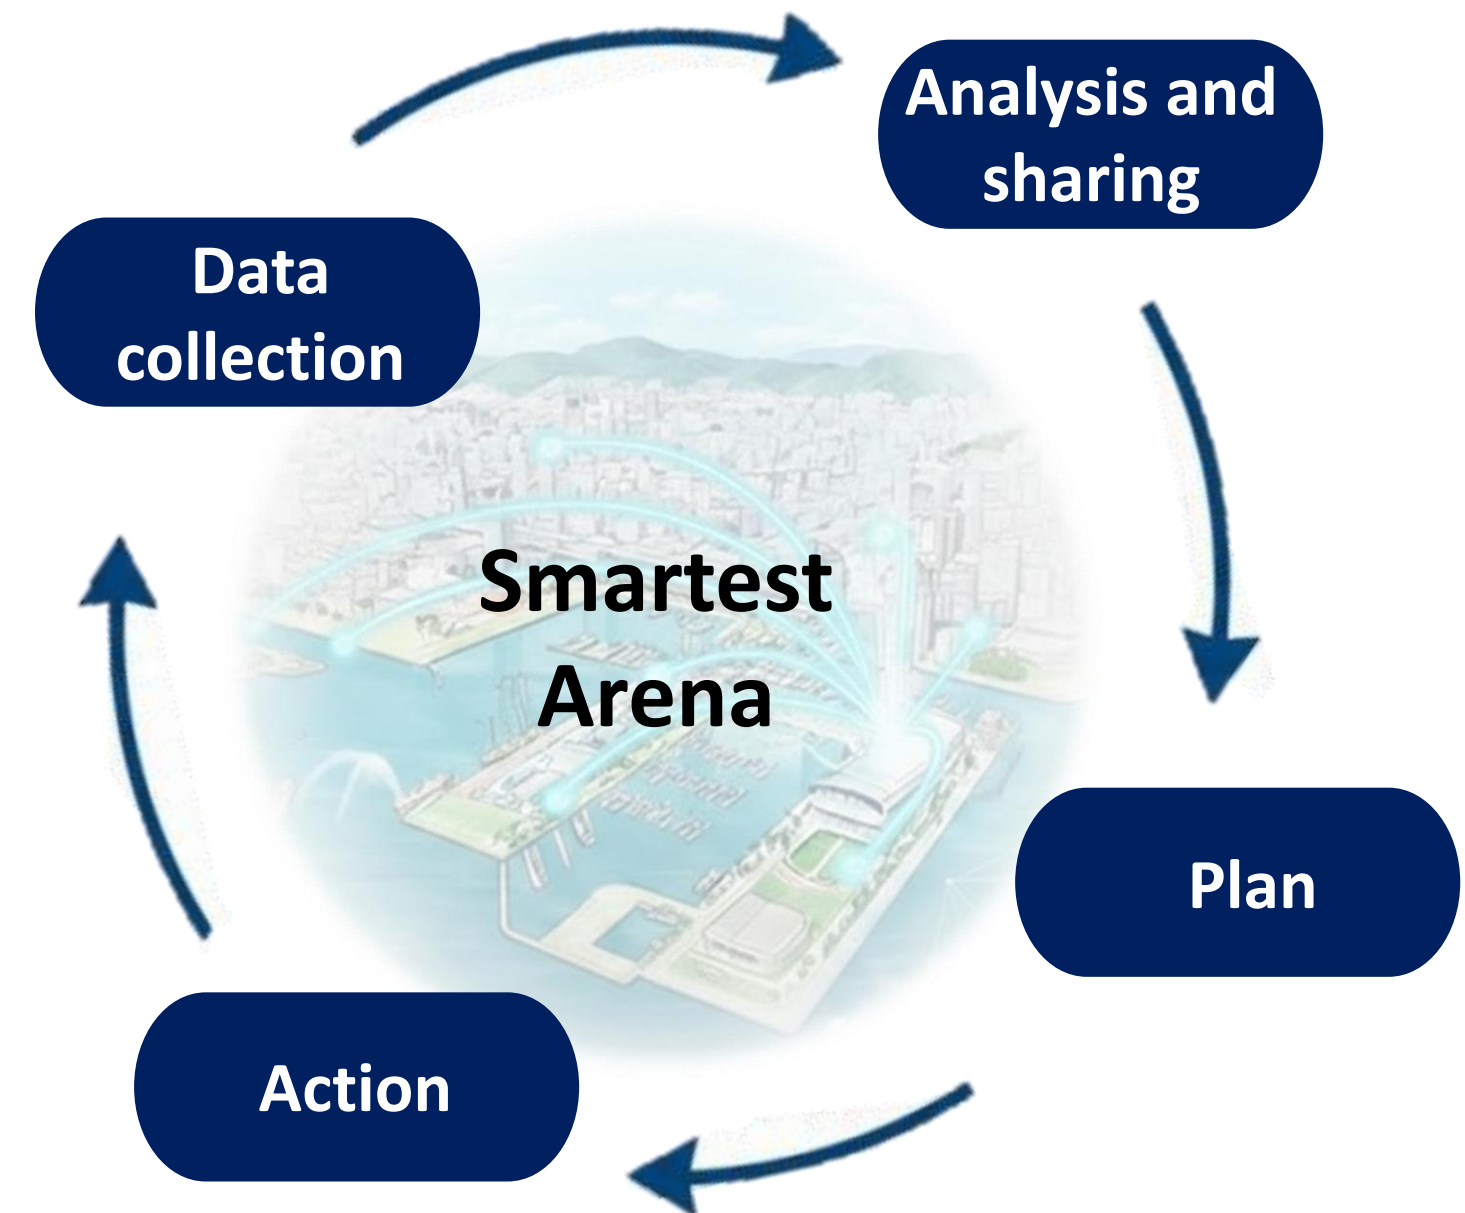 Analysis and
sharing
Data
collection
Smartest
Arena
Plan
Action